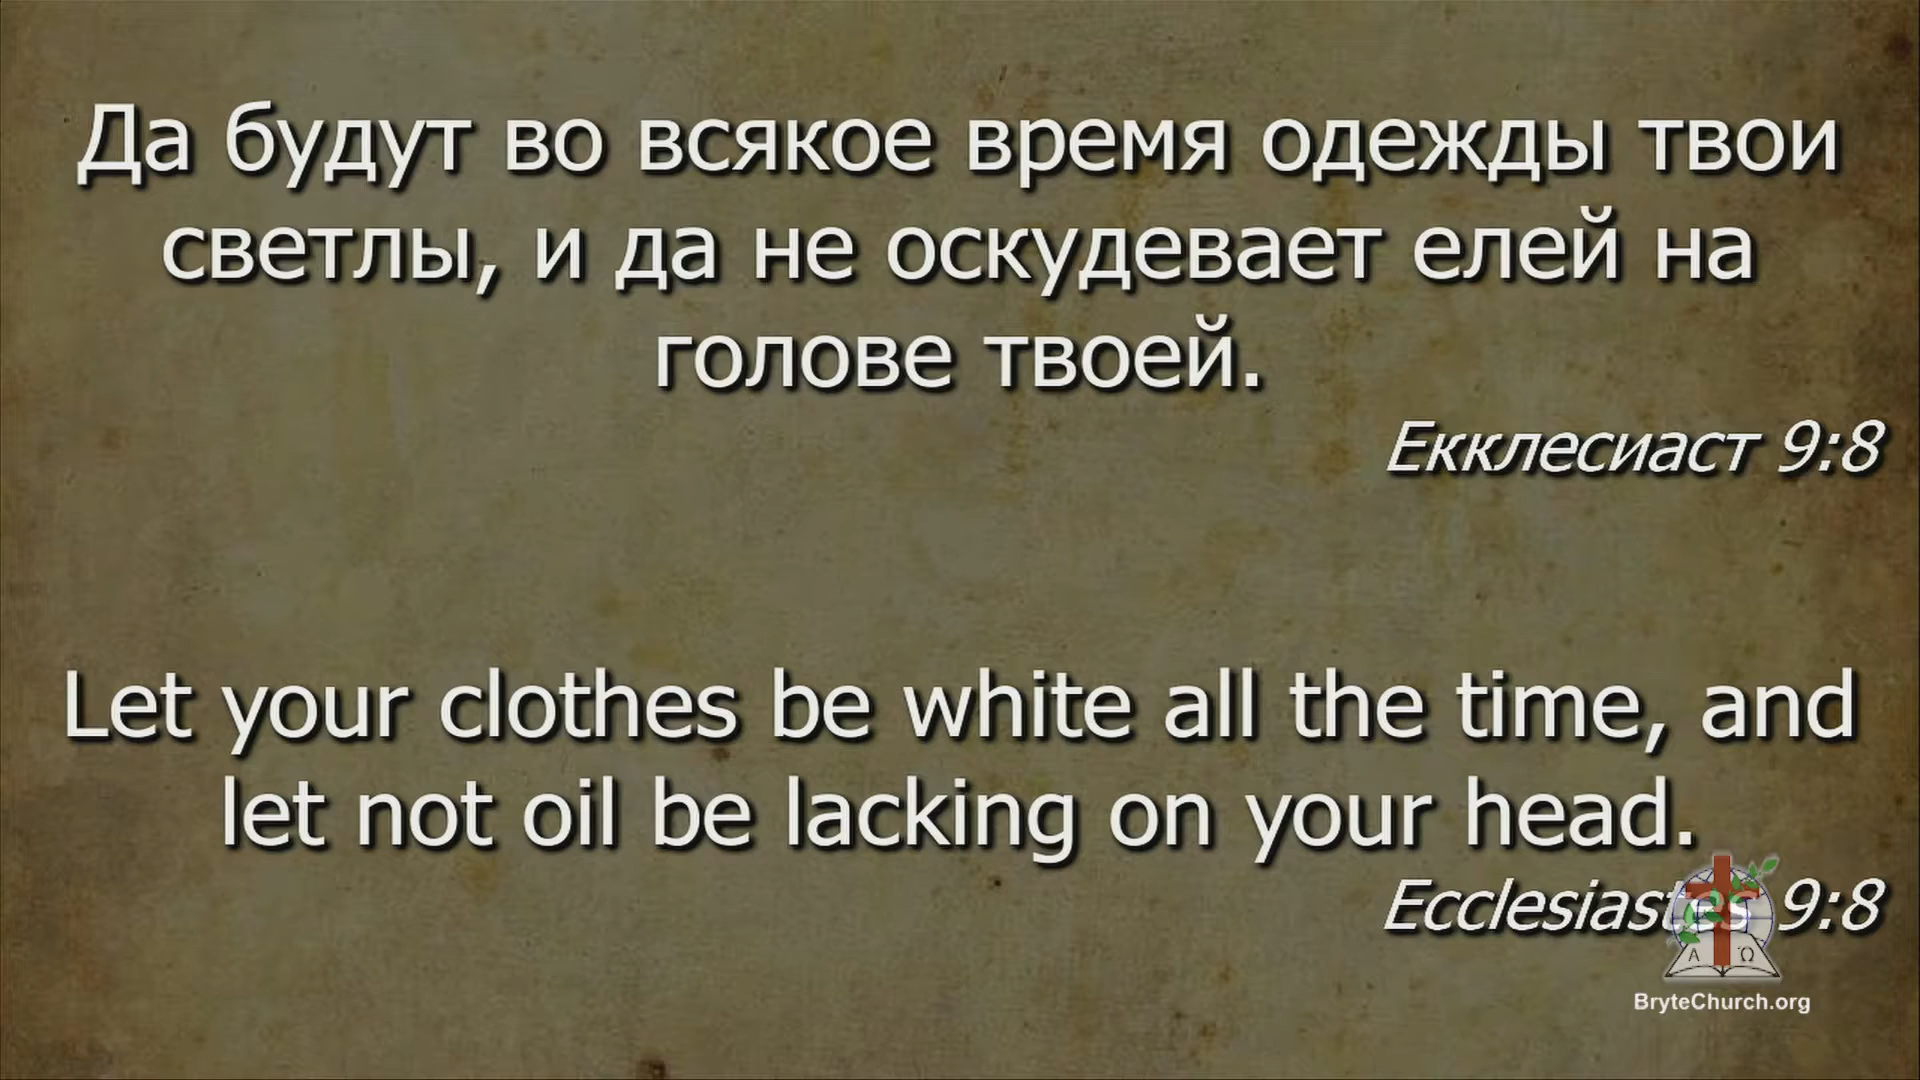 Да будут во всякое время одежды твои
светлы, и да не оскудевает елей на
голове твоей.
Екклесиаст 9:8
Let your clothes be white all the time, and
let not oil be lacking on your head.
Ecclesiastes 9:8
Α Ω
BryteChurch.org